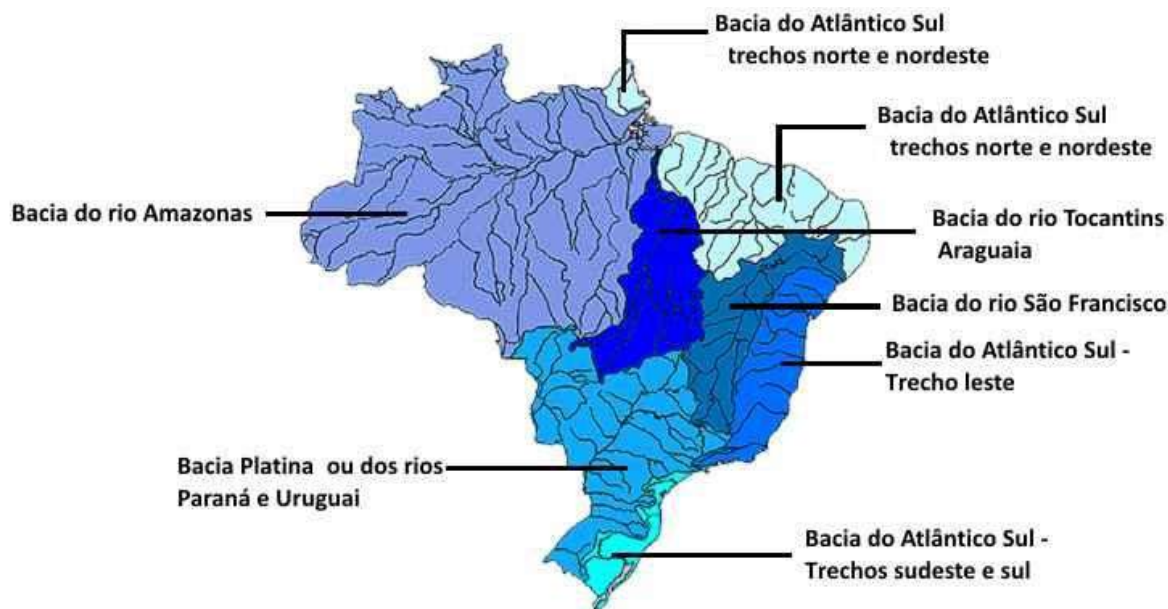 Bacia do Atlântico Sul
trechos norte e nordeste
Bacia do Atlântico Sul
trechos norte e nordeste
Bacia do rio Amazonas
Bacia do rio Tocantins
Araguaia
Bacia do rio São Francisco
Bacia do Atlântico Sul -
Trecho leste
Bacia Platina ou dos rios
Paraná e Uruguai
Bacia do Atlântico Sul -
Trechos sudeste e sul